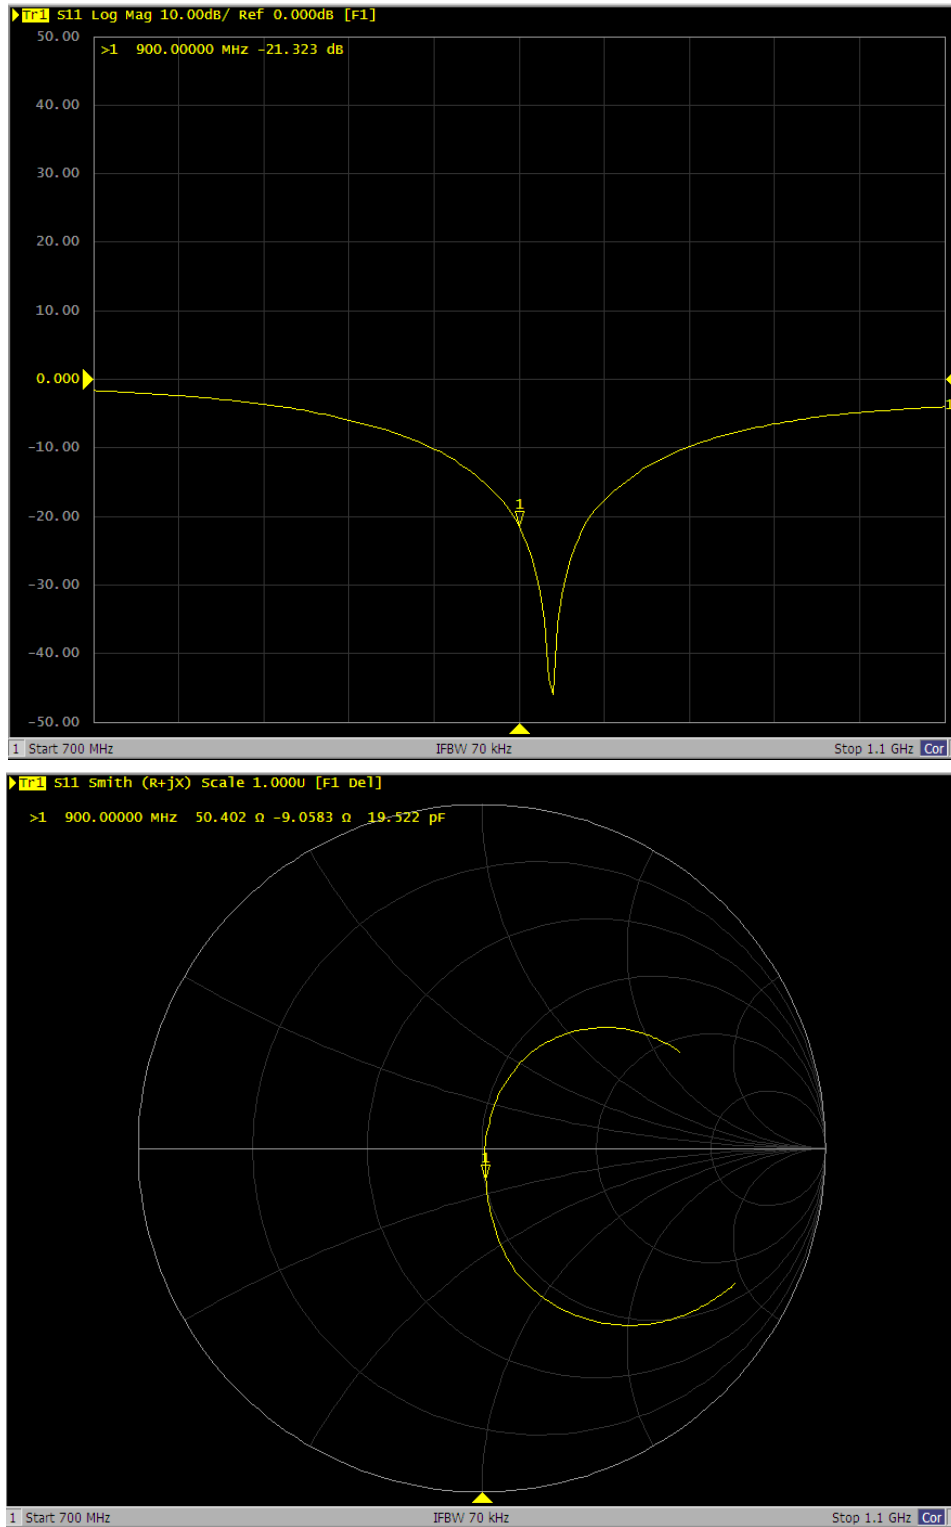 Tr1 S11 Log Mag 10.00dB/ Ref 0.000dB [F1]
50.00
>1 900.00000 MHz -21.323 dB
40.00
30.00
20.00
10.00
0.000
1
-10.00
1
-20.00
-30.00
-40.00
-50.00
1 Start 700 MHz IFBW 70 kHz Stop 1.1 GHz Cor
Tr1 S11 Smith (R+jX) Scale 1.000U [F1 Del]
>1 900.00000 MHz 50.402 Ω -9.0583 Ω 19.522 pF
1
1 Start 700 MHz IFBW 70 kHz Stop 1.1 GHz Cor